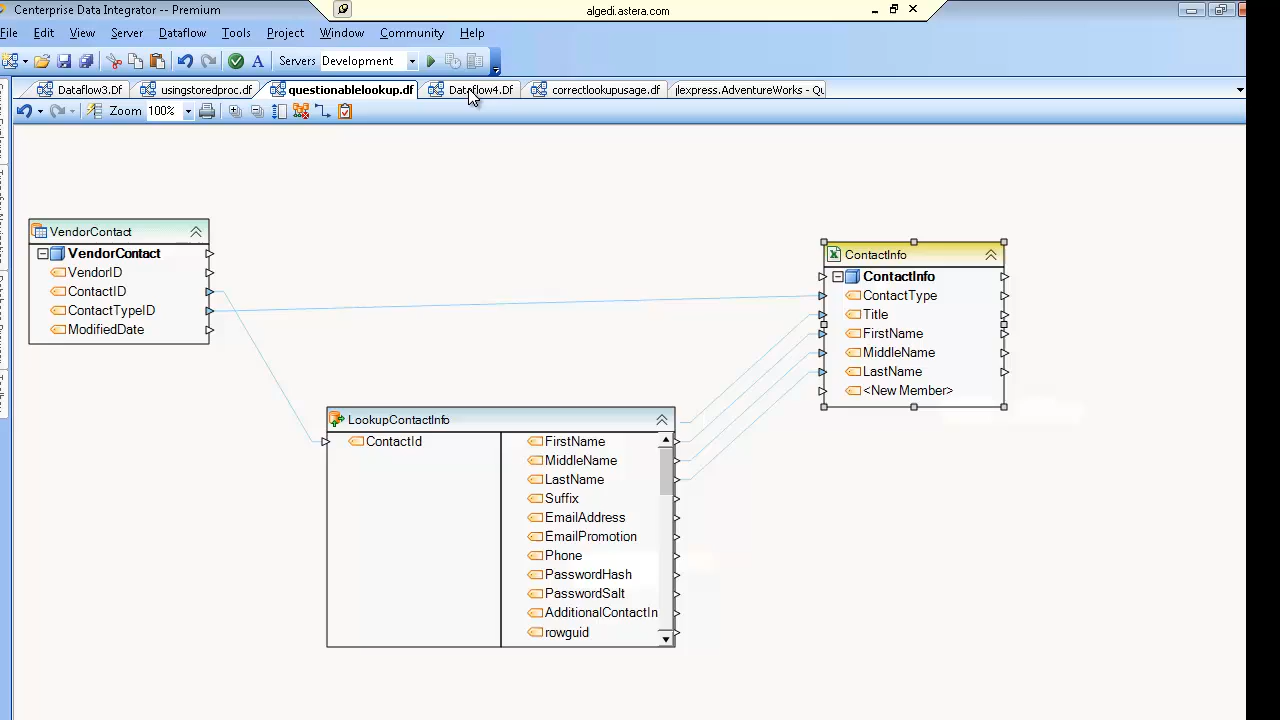 Centerprise Data Integrator -- Premium
algedi.astera.com
File Edit View Server Dataflow Tools Project Window Community Help
Servers Development
Dataflow3.Df usingstoredproc.df questionablelookup.df Dataflow4.Df correctlookupusage.df lexpress.AdventureWorks - Qu
Zoom 100%
VendorContact
VendorContact
VendorID
ContactID
ContactTypeID
ModifiedDate
ContactInfo
ContactInfo
ContactType
Title
FirstName
MiddleName
LastName
<New Member>
LookupContactInfo
ContactId
FirstName
MiddleName
LastName
Suffix
EmailAddress
EmailPromotion
Phone
PasswordHash
PasswordSalt
AdditionalContactIn
rowguid